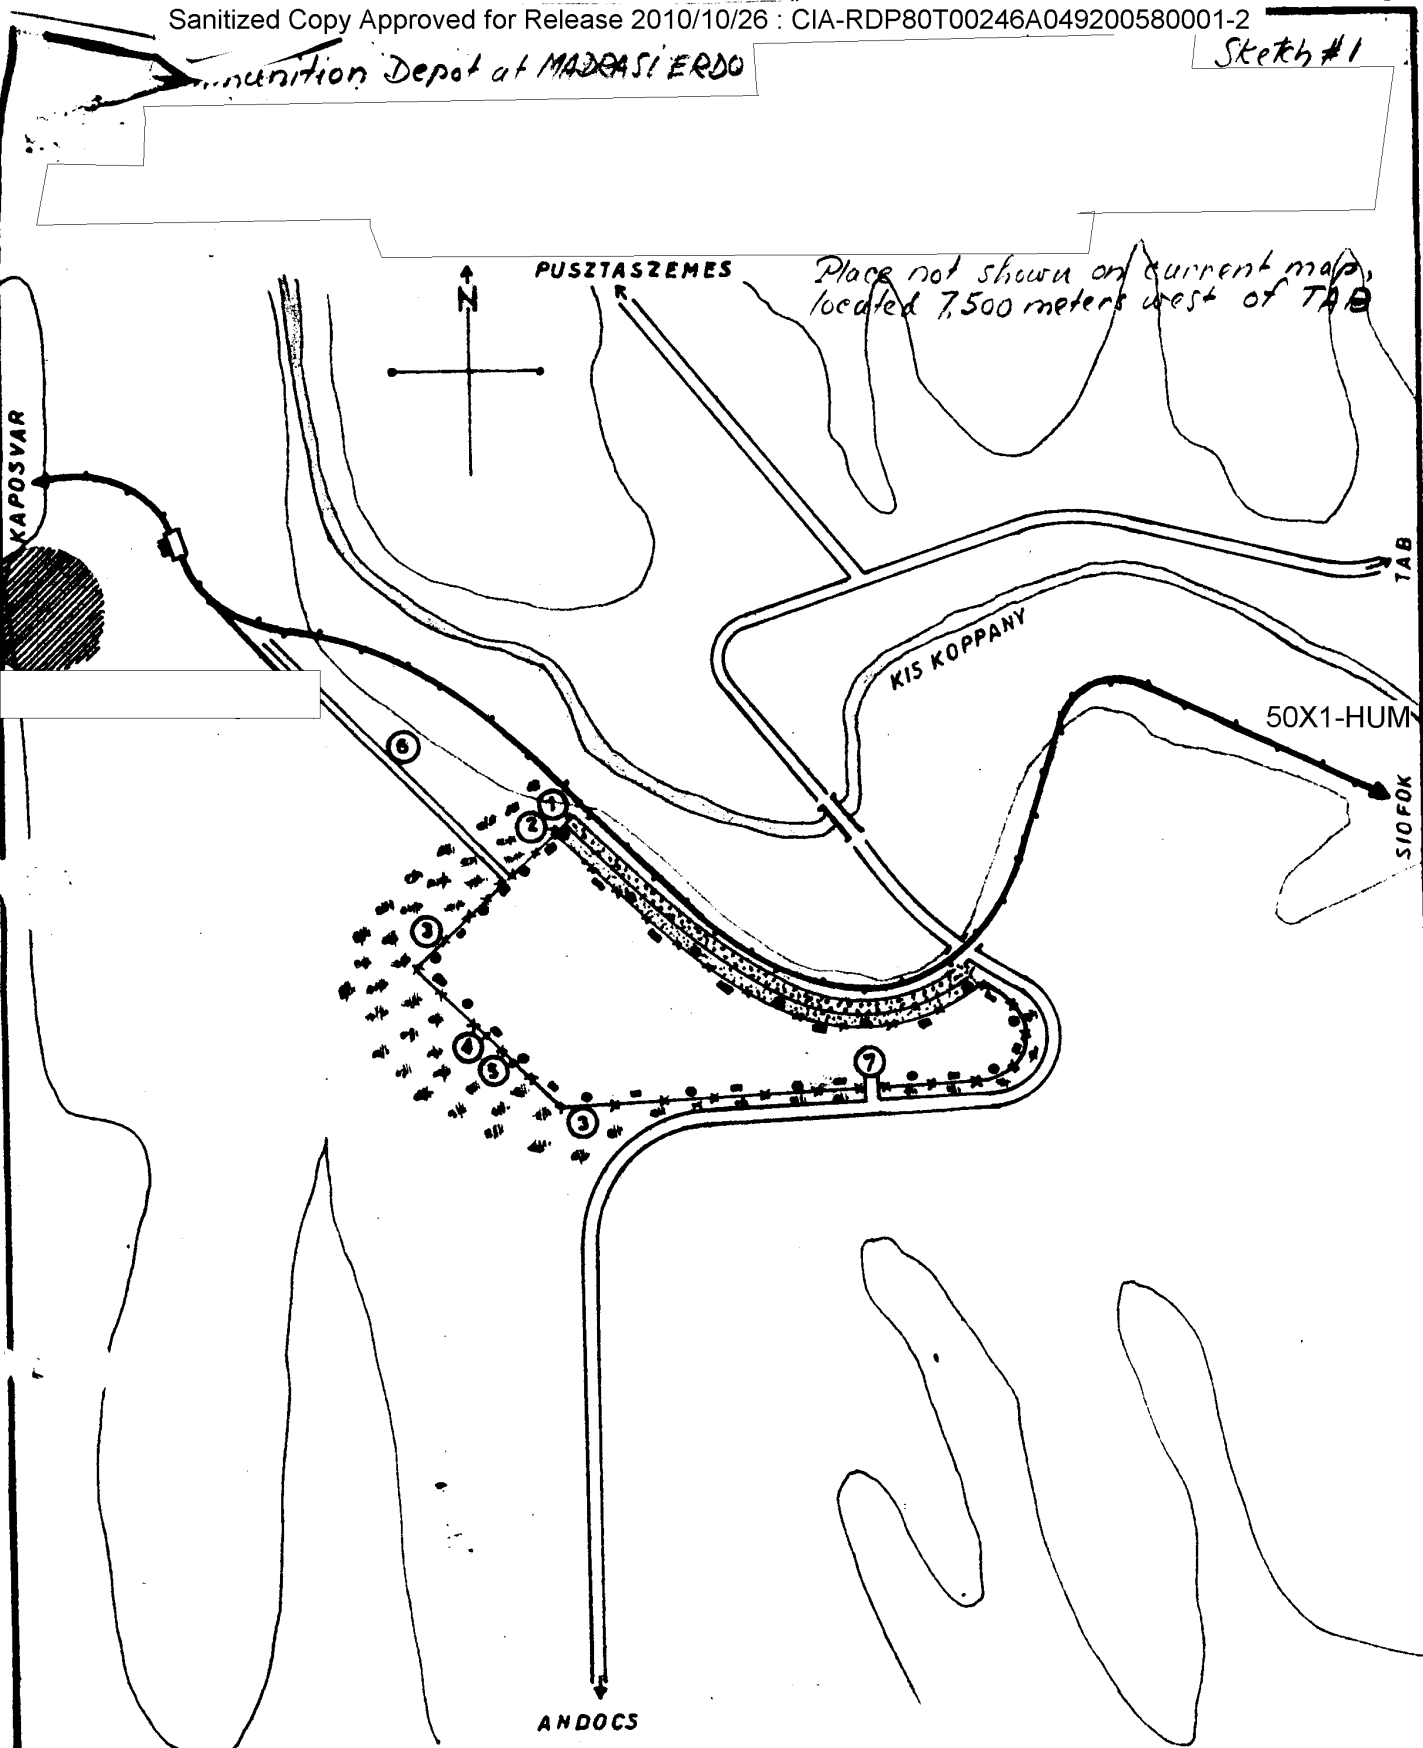 Sanitized Copy Approved for Release 2010/10/26 : CIA-RDP80T00246A049200580001-2
Sketch #1
Depot at MADRASI ERDO
PUSZTASZEMES
Place not shown on current map,
located 7,500 meters west of TAB
N
KAPOSVAR
TAB
KIS KOPPANY
50X1-HUM
SIOFOK
6
1
2
3
4
5
7
3
ANDOCS